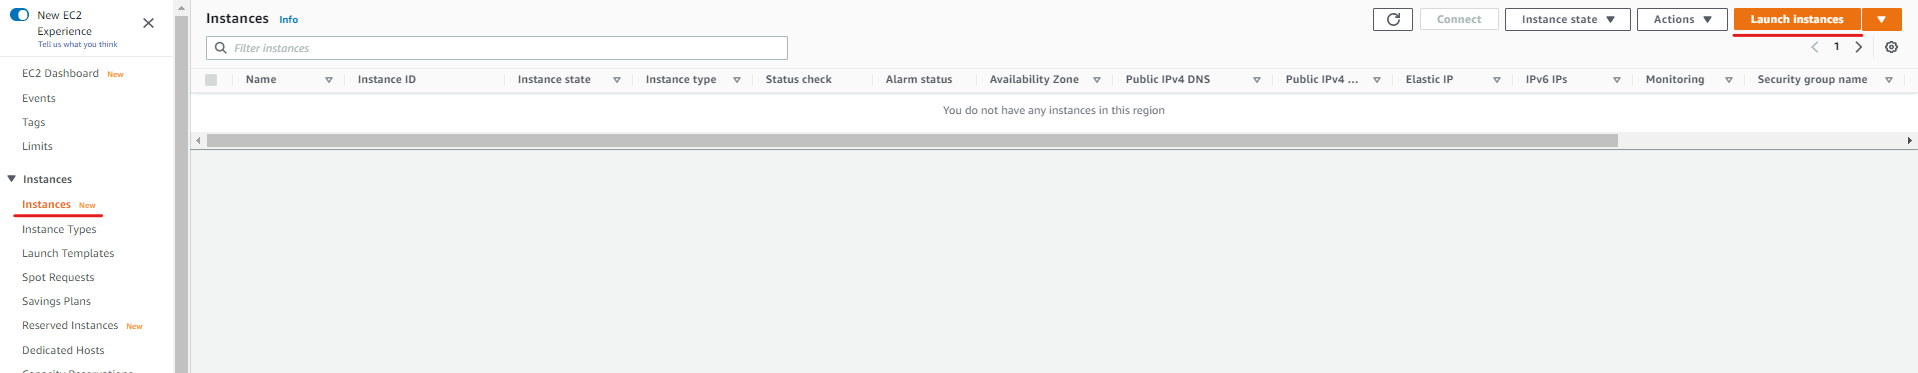 New EC2
Experience
Tell us what you think
EC2 Dashboard New
Events
Tags
Limits
Instances
Instances New
Instance Types
Launch Templates
Spot Requests
Savings Plans
Reserved Instances New
Dedicated Hosts
Capacity Reservations
Instances Info
Connect
Instance state
Actions
Launch instances
Filter instances
1
Name Instance ID Instance state Instance type Status check Alarm status Availability Zone Public IPv4 DNS Public IPv4 ... Elastic IP IPv6 IPs Monitoring Security group name
You do not have any instances in this region